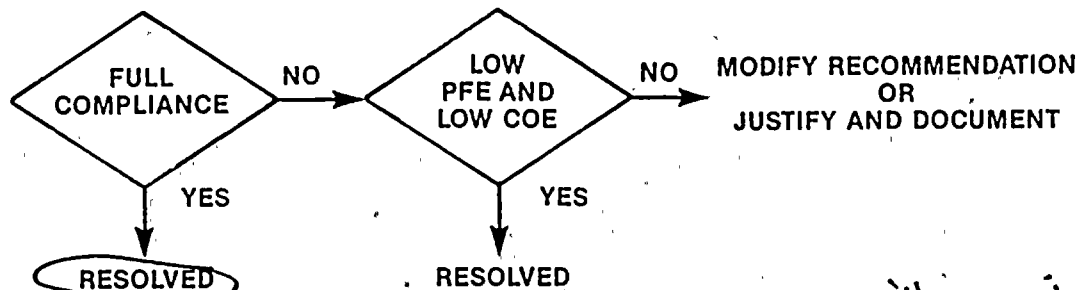 FULL
COMPLIANCE
NO
LOW
PFE AND
LOW COE
NO
MODIFY RECOMMENDATION
OR
JUSTIFY AND DOCUMENT
YES
YES
RESOLVED
RESOLVED